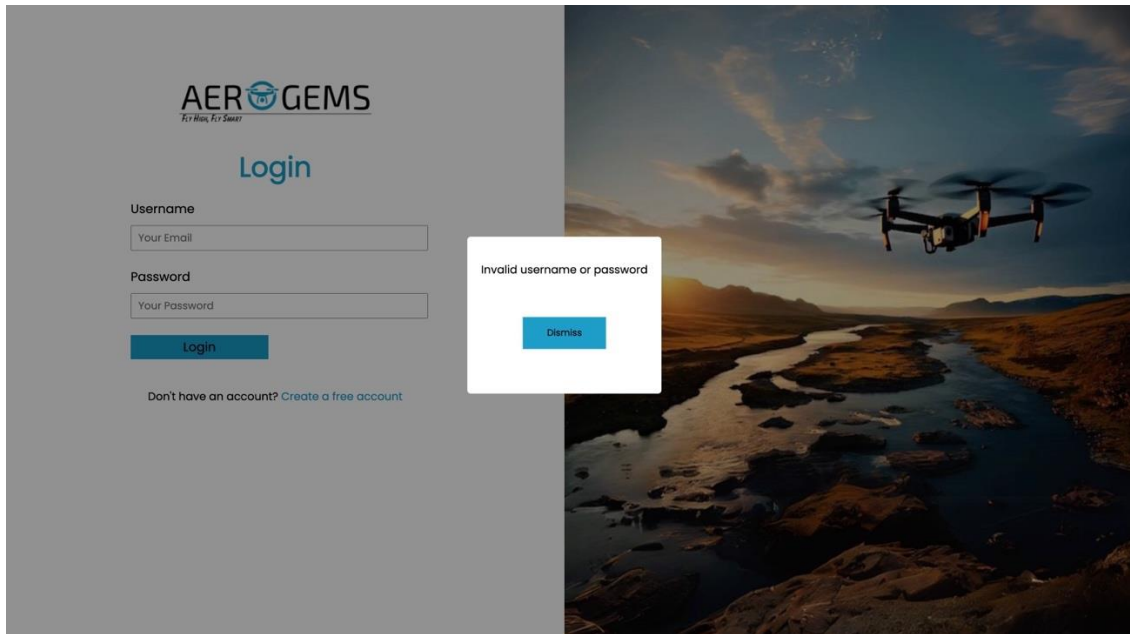 AEROGEMS
FLY HIGH, FLY SMART
Login
Username
Your Email
Password
Your Password
Login
Don't have an account? Create a free account
Invalid username or password
Dismiss